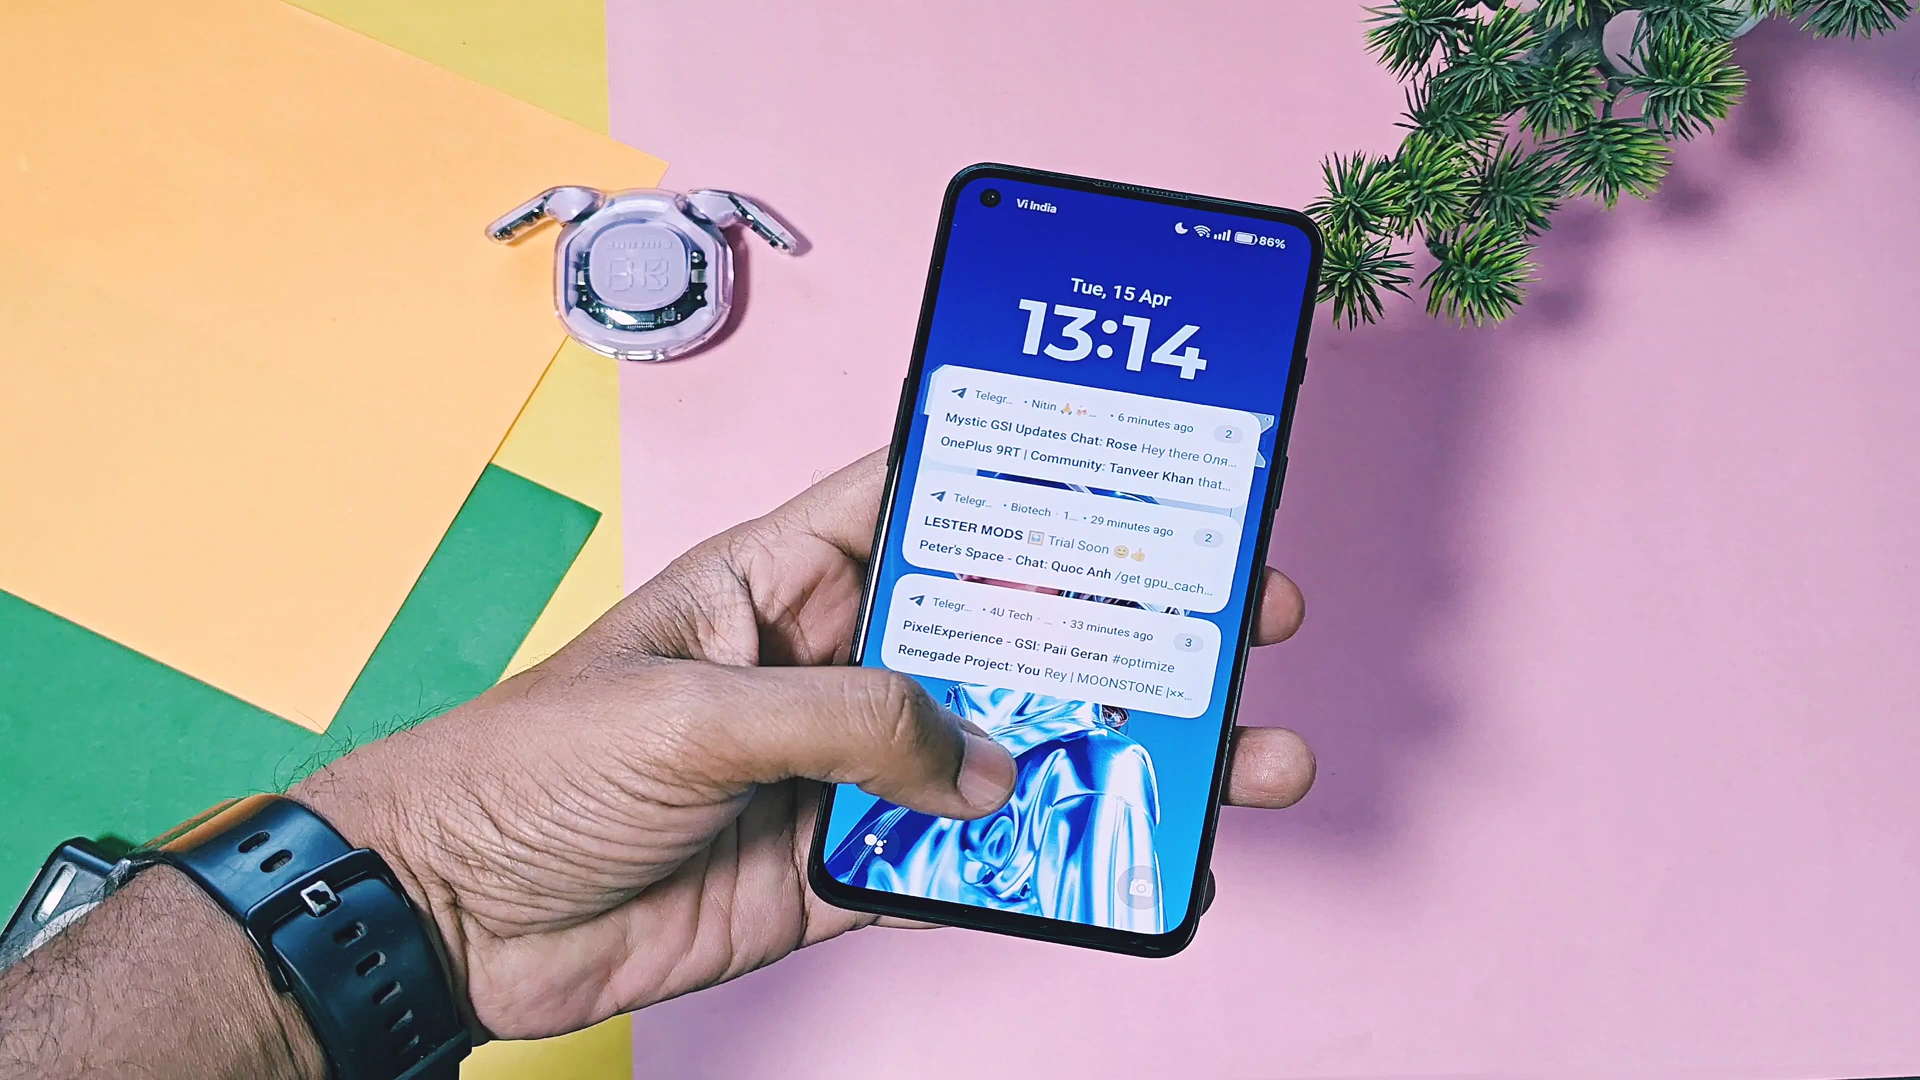 Vi India
86%
Tue, 15 Apr
13:14
Telegr... • Nitin 🙏 ... • 6 minutes ago 2
Mystic GSI Updates Chat: Rose Hey there Оля...
OnePlus 9RT | Community: Tanveer Khan that...
Telegr... • Biotech · 1... • 29 minutes ago 2
LESTER MODS 🖼 Trial Soon 😊👍
Peter's Space - Chat: Quoc Anh /get gpu_cach...
Telegr... • 4U Tech · ... • 33 minutes ago 3
PixelExperience - GSI: Paii Geran #optimize
Renegade Project: You Rey | MOONSTONE |××...